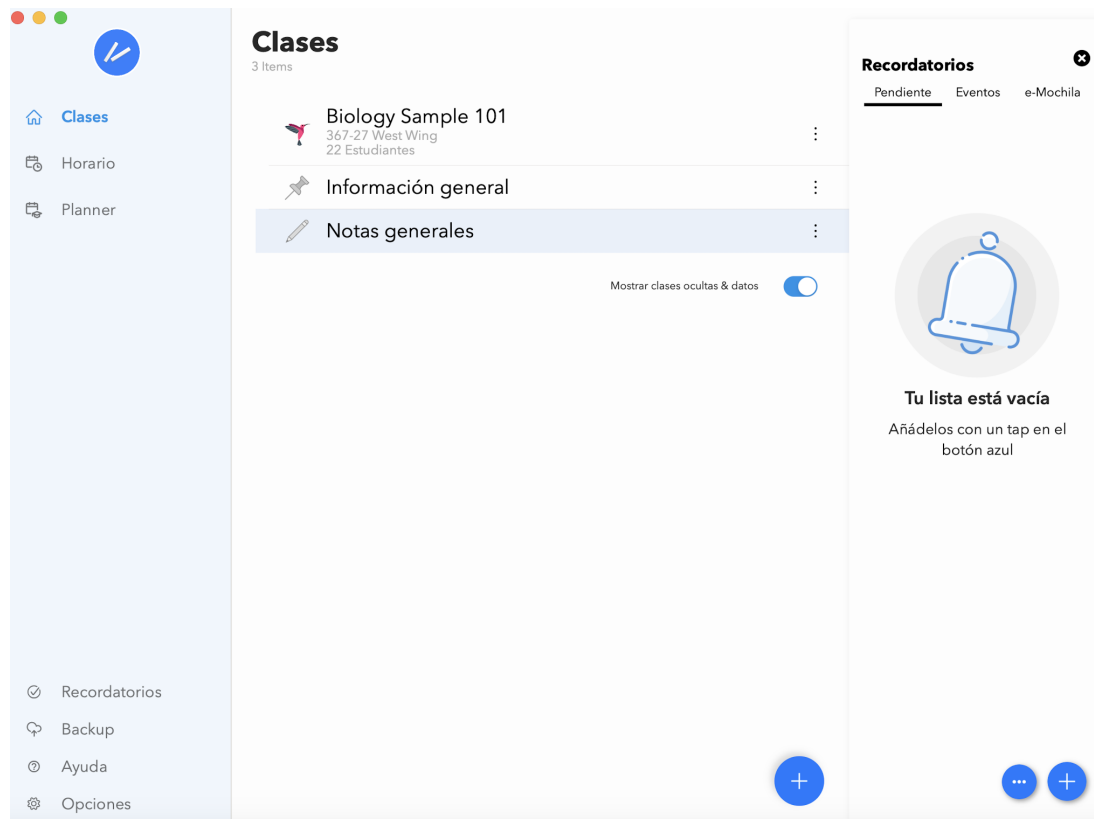 Clases
Horario
Planner
Recordatorios
Backup
Ayuda
Opciones
Clases
3 Items
Biology Sample 101
367-27 West Wing
22 Estudiantes
Información general
Notas generales
Mostrar clases ocultas & datos
Recordatorios
Pendiente Eventos e-Mochila
Tu lista está vacía
Añádelos con un tap en el
botón azul